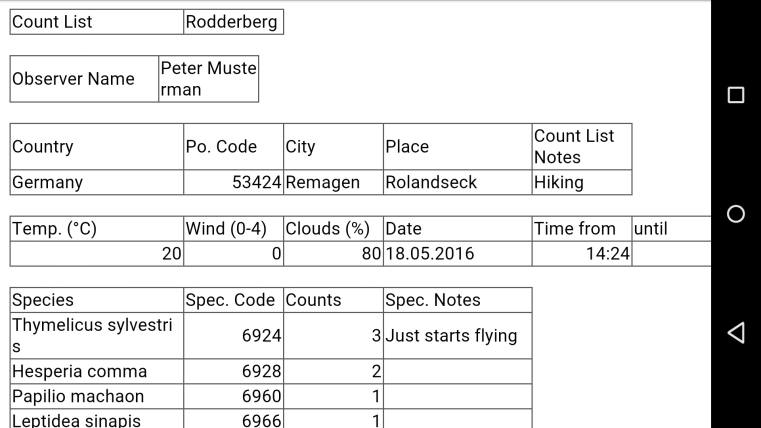 Count List Rodderberg
Observer Name Peter Muste
rman
Country Po. Code City Place Count List
Notes
Germany 53424 Remagen Rolandseck Hiking
Temp. (°C) Wind (0-4) Clouds (%) Date Time from until
20 0 80 18.05.2016 14:24
Species Spec. Code Counts Spec. Notes
Thymelicus sylvestri
s 6924 3 Just starts flying
Hesperia comma 6928 2
Papilio machaon 6960 1
Leptidea sinapis 6966 1